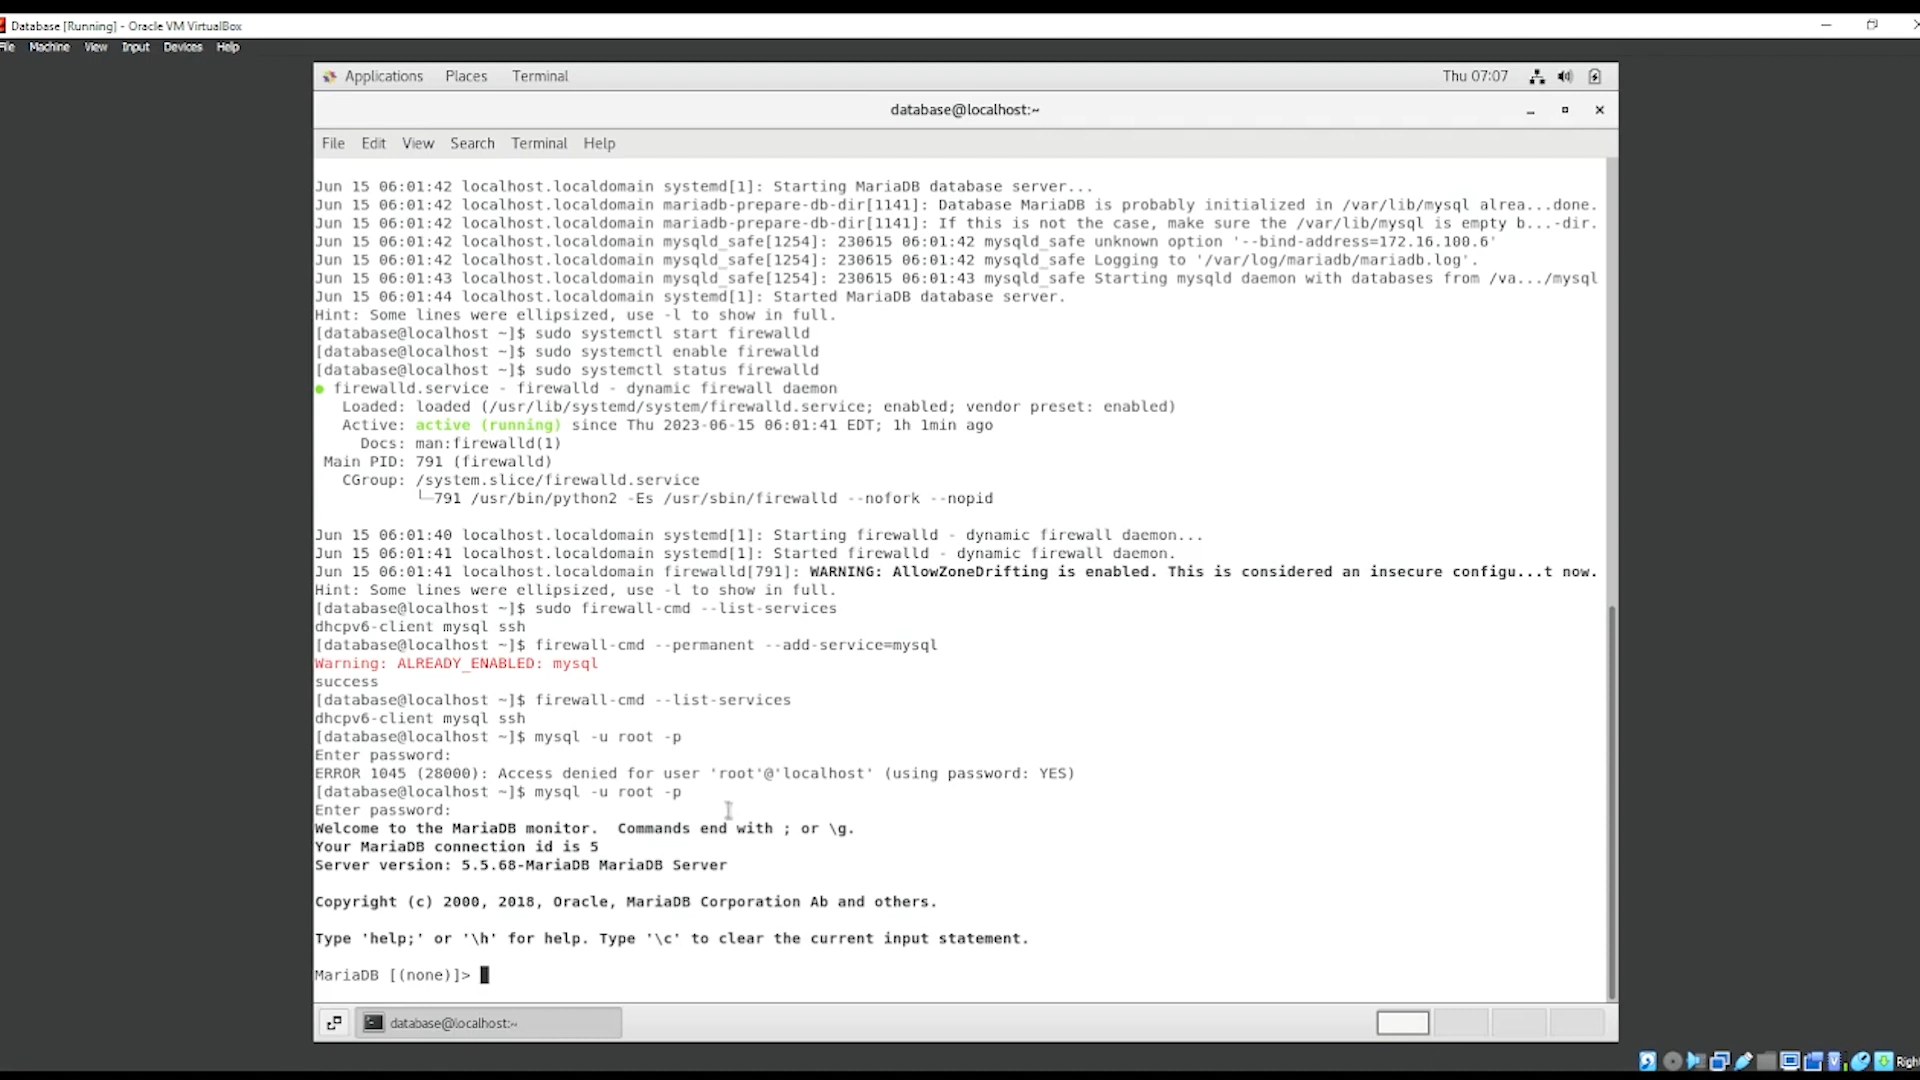 Database [Running] - Oracle VM VirtualBox
File Machine View Input Devices Help
Applications Places Terminal Thu 07:07
database@localhost:~
File Edit View Search Terminal Help
Jun 15 06:01:42 localhost.localdomain systemd[1]: Starting MariaDB database server...
Jun 15 06:01:42 localhost.localdomain mariadb-prepare-db-dir[1141]: Database MariaDB is probably initialized in /var/lib/mysql alrea...done.
Jun 15 06:01:42 localhost.localdomain mariadb-prepare-db-dir[1141]: If this is not the case, make sure the /var/lib/mysql is empty b...-dir.
Jun 15 06:01:42 localhost.localdomain mysqld_safe[1254]: 230615 06:01:42 mysqld_safe unknown option '--bind-address=172.16.100.6'
Jun 15 06:01:42 localhost.localdomain mysqld_safe[1254]: 230615 06:01:42 mysqld_safe Logging to '/var/log/mariadb/mariadb.log'.
Jun 15 06:01:43 localhost.localdomain mysqld_safe[1254]: 230615 06:01:43 mysqld_safe Starting mysqld daemon with databases from /va.../mysql
Jun 15 06:01:44 localhost.localdomain systemd[1]: Started MariaDB database server.
Hint: Some lines were ellipsized, use -l to show in full.
[database@localhost ~]$ sudo systemctl start firewalld
[database@localhost ~]$ sudo systemctl enable firewalld
[database@localhost ~]$ sudo systemctl status firewalld
● firewalld.service - firewalld - dynamic firewall daemon
Loaded: loaded (/usr/lib/systemd/system/firewalld.service; enabled; vendor preset: enabled)
Active: active (running) since Thu 2023-06-15 06:01:41 EDT; 1h 1min ago
Docs: man:firewalld(1)
Main PID: 791 (firewalld)
CGroup: /system.slice/firewalld.service
└─791 /usr/bin/python2 -Es /usr/sbin/firewalld --nofork --nopid
Jun 15 06:01:40 localhost.localdomain systemd[1]: Starting firewalld - dynamic firewall daemon...
Jun 15 06:01:41 localhost.localdomain systemd[1]: Started firewalld - dynamic firewall daemon.
Jun 15 06:01:41 localhost.localdomain firewalld[791]: WARNING: AllowZoneDrifting is enabled. This is considered an insecure configu...t now.
Hint: Some lines were ellipsized, use -l to show in full.
[database@localhost ~]$ sudo firewall-cmd --list-services
dhcpv6-client mysql ssh
[database@localhost ~]$ firewall-cmd --permanent --add-service=mysql
Warning: ALREADY_ENABLED: mysql
success
[database@localhost ~]$ firewall-cmd --list-services
dhcpv6-client mysql ssh
[database@localhost ~]$ mysql -u root -p
Enter password:
ERROR 1045 (28000): Access denied for user 'root'@'localhost' (using password: YES)
[database@localhost ~]$ mysql -u root -p
Enter password:
Welcome to the MariaDB monitor.  Commands end with ; or \g.
Your MariaDB connection id is 5
Server version: 5.5.68-MariaDB MariaDB Server
Copyright (c) 2000, 2018, Oracle, MariaDB Corporation Ab and others.
Type 'help;' or '\h' for help. Type '\c' to clear the current input statement.
MariaDB [(none)]>
database@localhost:~
Right